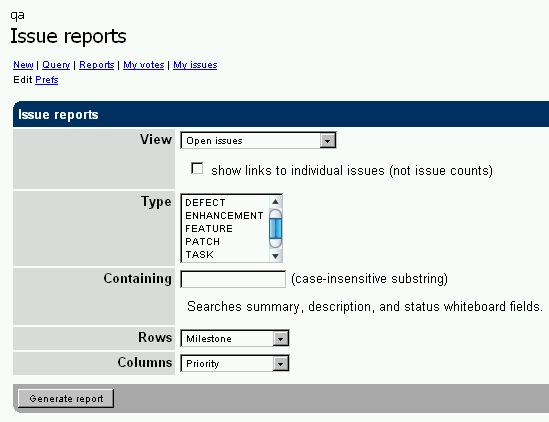 qa
Issue reports
New | Query | Reports | My votes | My issues
Edit Prefs
Issue reports
View Open issues
show links to individual issues (not issue counts)
Type DEFECT
ENHANCEMENT
FEATURE
PATCH
TASK
Containing (case-insensitive substring)
Searches summary, description, and status whiteboard fields.
Rows Milestone
Columns Priority
Generate report